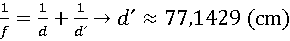 1/f = 1/d + 1/d′ → d′ ≈ 77,1429 (cm)